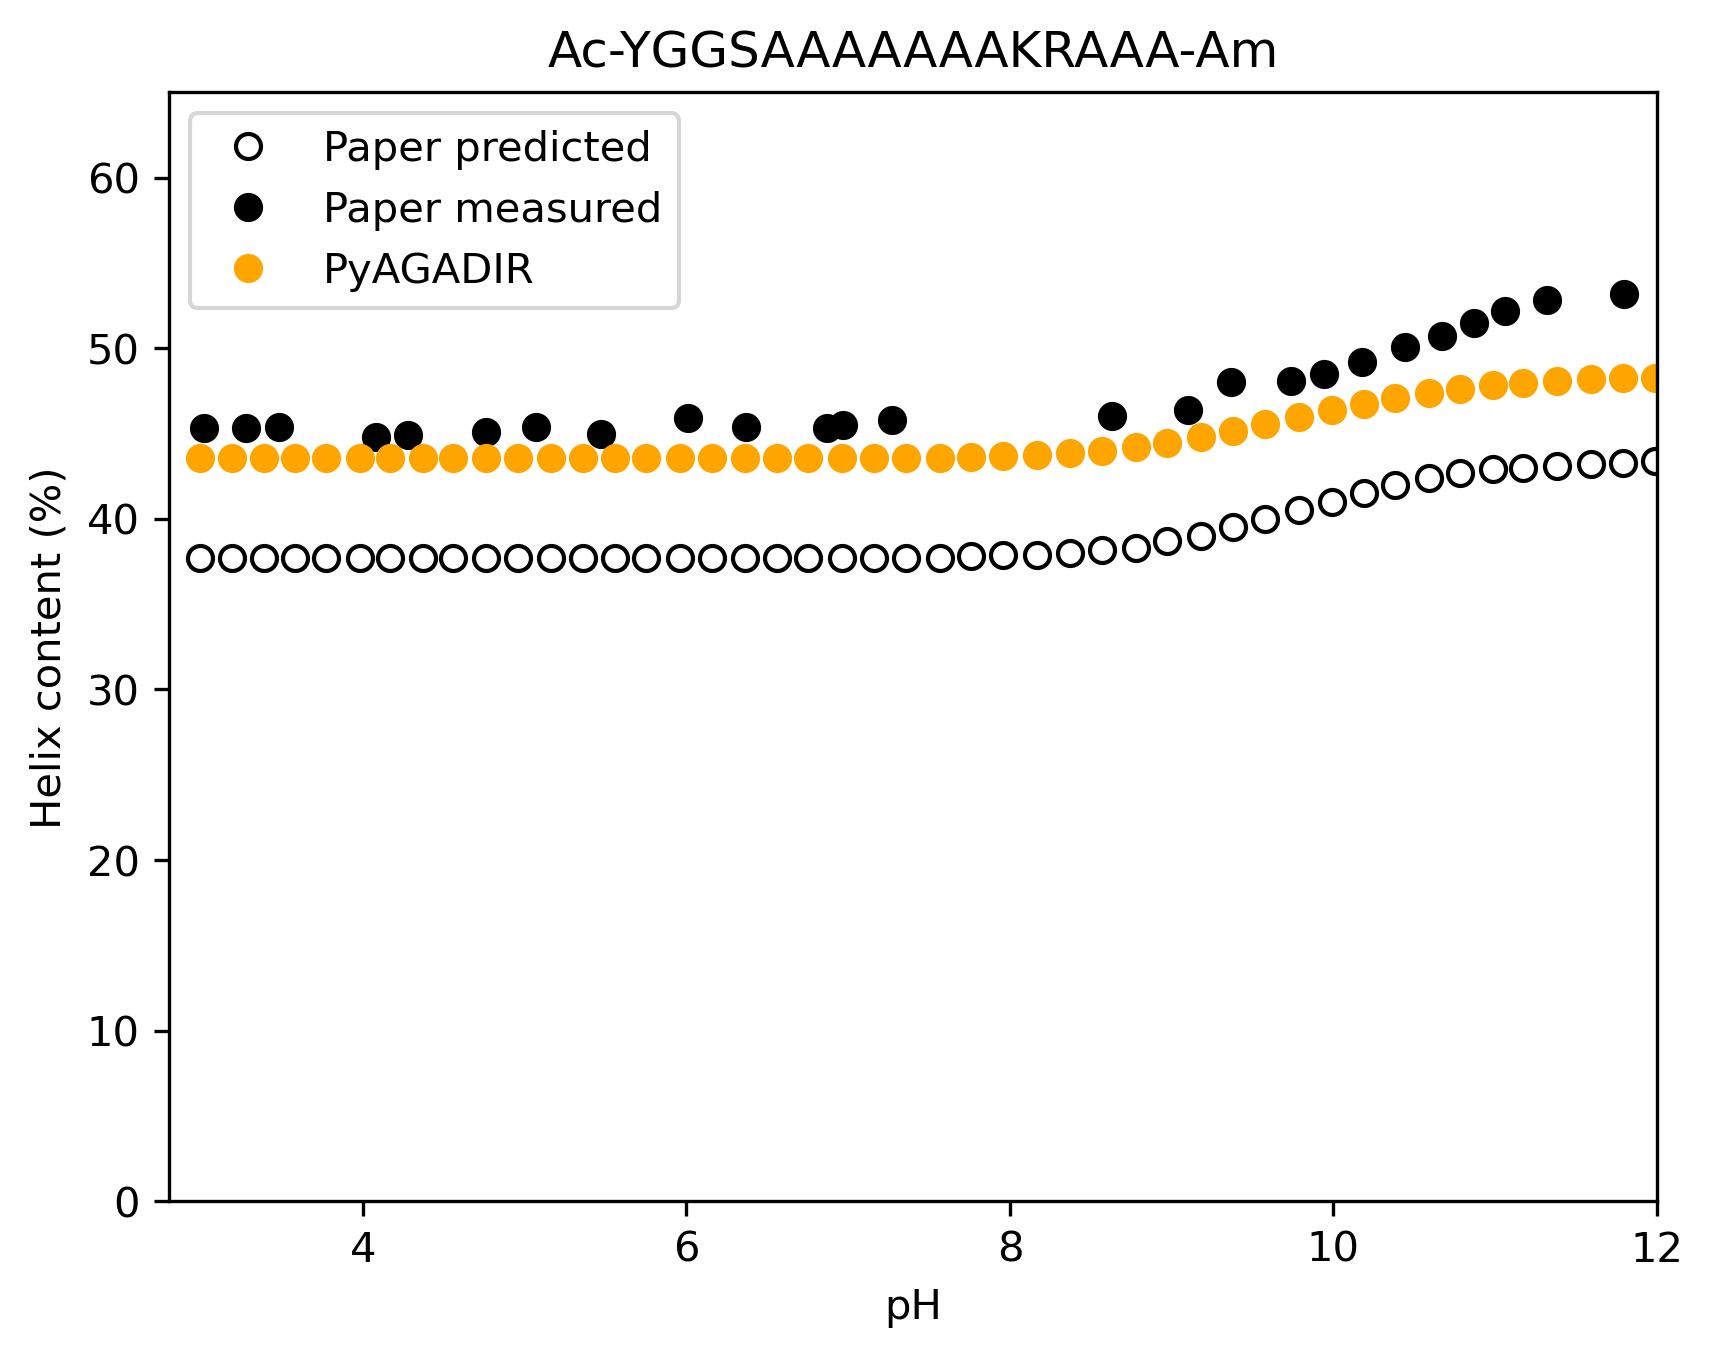 Ac-YGGSAAAAAAAAKRAAA-Am
Paper predicted
Paper measured
PyAGADIR
Helix content (%)
60
50
40
30
20
10
0
4 6 8 10 12
pH